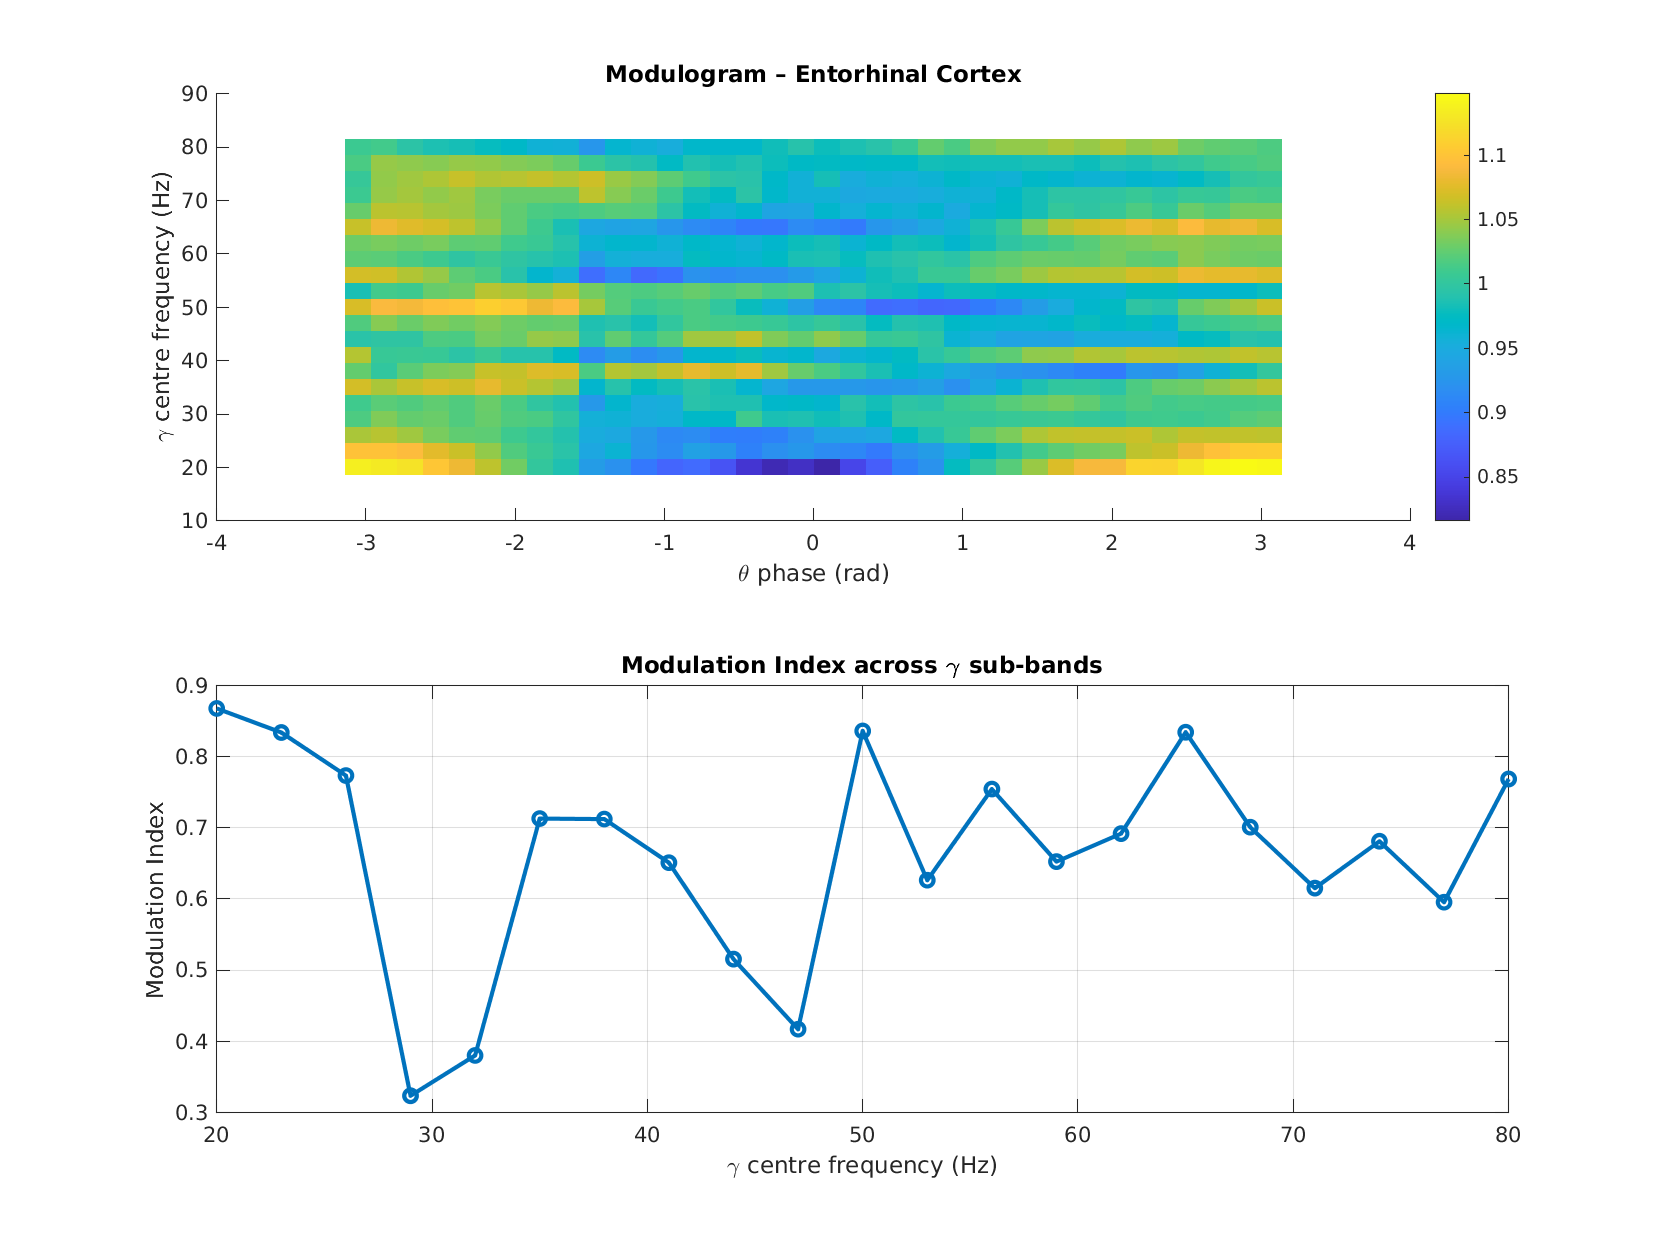 Modulogram – Entorhinal Cortex
90
80
70
60
50
40
30
20
10
γ centre frequency (Hz)
-4 -3 -2 -1 0 1 2 3 4
θ phase (rad)
1.1
1.05
1
0.95
0.9
0.85
Modulation Index across γ sub-bands
0.9
0.8
0.7
0.6
0.5
0.4
0.3
Modulation Index
20 30 40 50 60 70 80
γ centre frequency (Hz)